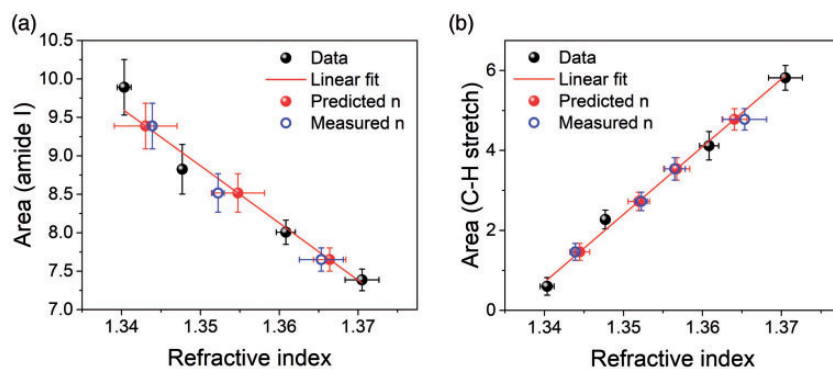 (a)
10.5
10.0
9.5
9.0
8.5
8.0
7.5
7.0
Area (amide I)
Data
Linear fit
Predicted n
Measured n
1.34 1.35 1.36 1.37
Refractive index
(b)
6
4
2
0
Area (C-H stretch)
Data
Linear fit
Predicted n
Measured n
1.34 1.35 1.36 1.37
Refractive index